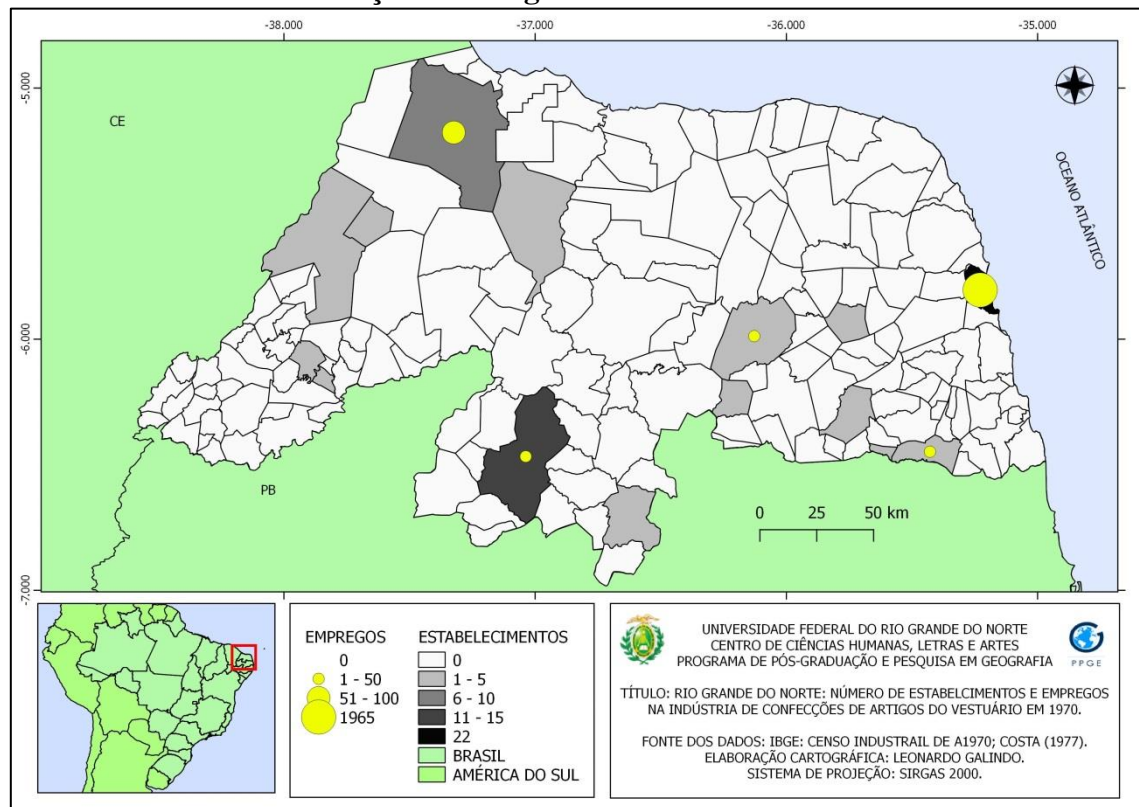 -38.000 -37.000 -36.000 -35.000
-5.000
CE
OCEANO ATLÂNTICO
-6.000
PB
0 25 50 km
-7.000
EMPREGOS
0
1 - 50
51 - 100
1965
ESTABELECIMENTOS
0
1 - 5
6 - 10
11 - 15
22
BRASIL
AMÉRICA DO SUL
UNIVERSIDADE FEDERAL DO RIO GRANDE DO NORTE
CENTRO DE CIÊNCIAS HUMANAS, LETRAS E ARTES
PROGRAMA DE PÓS-GRADUAÇÃO E PESQUISA EM GEOGRAFIA
PPGE
TÍTULO: RIO GRANDE DO NORTE: NÚMERO DE ESTABELCIMENTOS E EMPREGOS
NA INDÚSTRIA DE CONFECÇÕES DE ARTIGOS DO VESTUÁRIO EM 1970.
FONTE DOS DADOS: IBGE: CENSO INDUSTRAIL DE A1970; COSTA (1977).
ELABORAÇÃO CARTOGRÁFICA: LEONARDO GALINDO.
SISTEMA DE PROJEÇÃO: SIRGAS 2000.